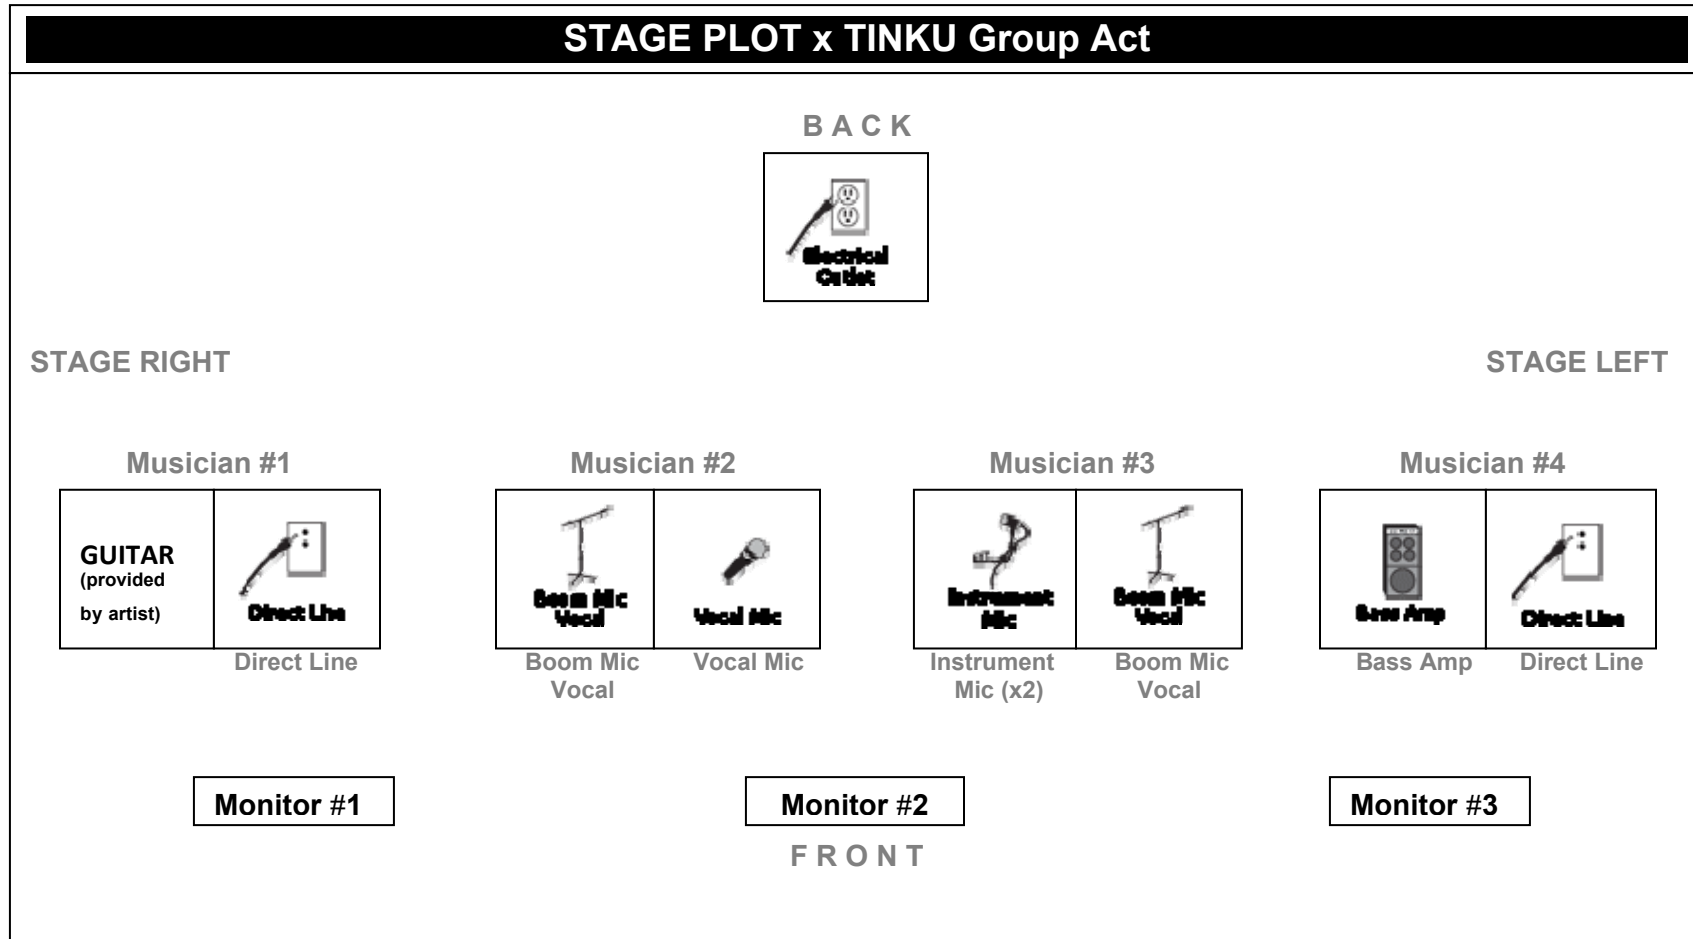 STAGE PLOT x TINKU Group Act
B A C K
Electrical
Outlet
STAGE RIGHT
STAGE LEFT
Musician #1
Musician #2
Musician #3
Musician #4
GUITAR
(provided
by artist)
Direct Line
Boom Mic
Vocal
Vocal Mic
Instrument
Mic
Boom Mic
Vocal
Bass Amp
Direct Line
Direct Line
Boom Mic
Vocal
Vocal Mic
Instrument
Mic (x2)
Boom Mic
Vocal
Bass Amp
Direct Line
Monitor #1
Monitor #2
Monitor #3
F R O N T